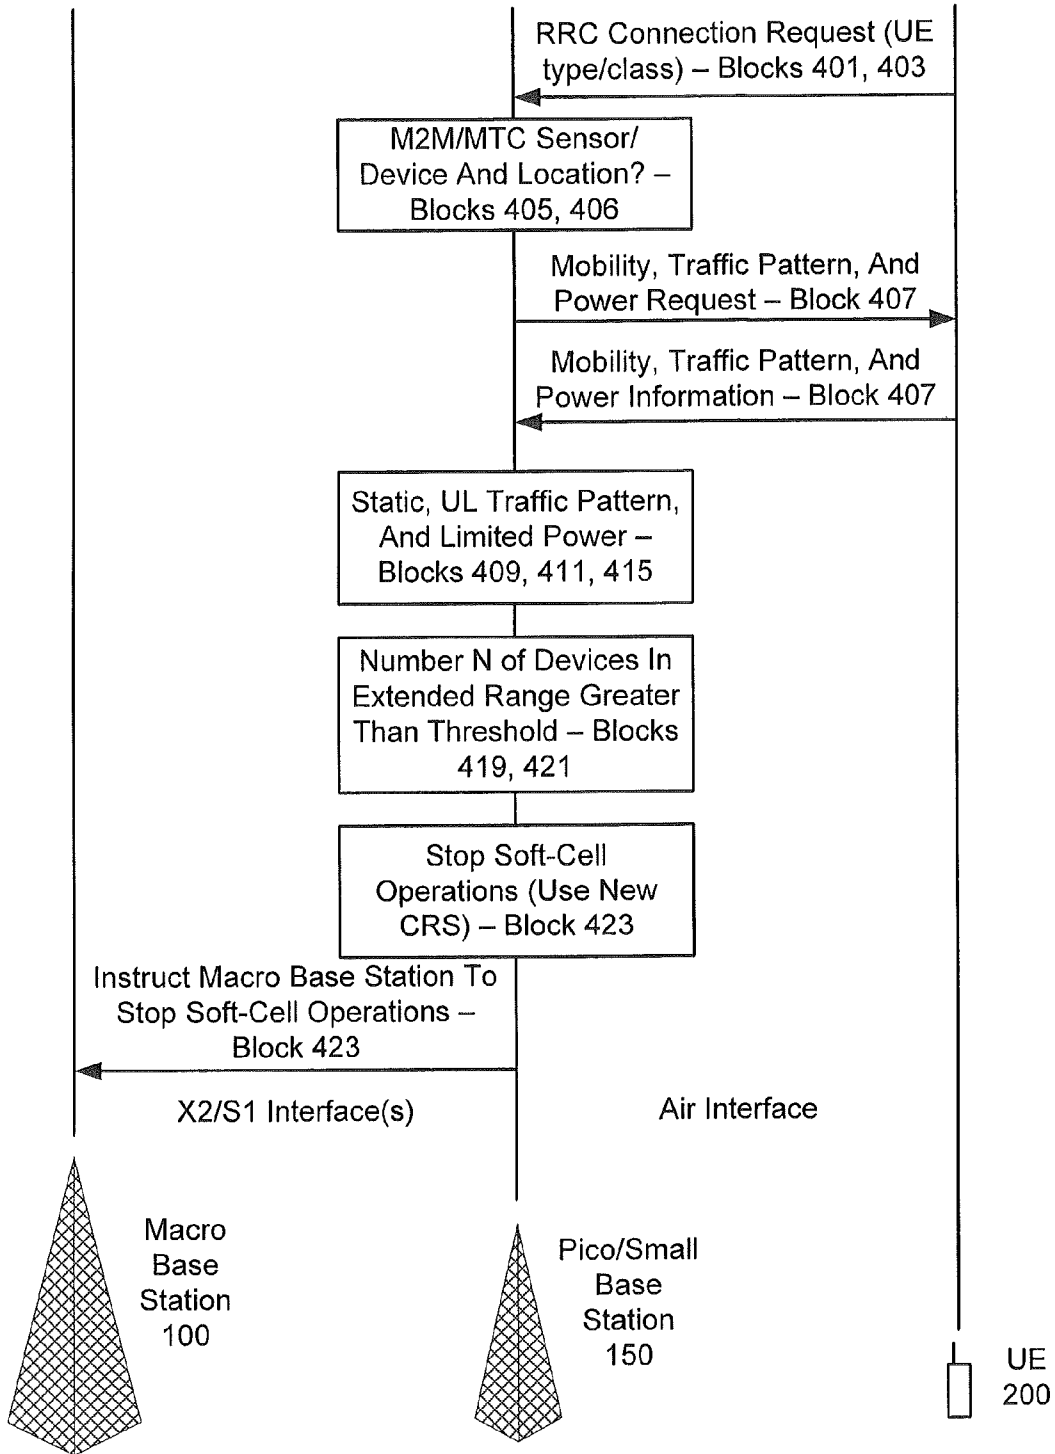 RRC Connection Request (UE
type/class) – Blocks 401, 403
M2M/MTC Sensor/
Device And Location? –
Blocks 405, 406
Mobility, Traffic Pattern, And
Power Request – Block 407
Mobility, Traffic Pattern, And
Power Information – Block 407
Static, UL Traffic Pattern,
And Limited Power –
Blocks 409, 411, 415
Number N of Devices In
Extended Range Greater
Than Threshold – Blocks
419, 421
Stop Soft-Cell
Operations (Use New
CRS) – Block 423
Instruct Macro Base Station To
Stop Soft-Cell Operations –
Block 423
X2/S1 Interface(s)
Air Interface
Macro
Base
Station
100
Pico/Small
Base
Station
150
UE
200